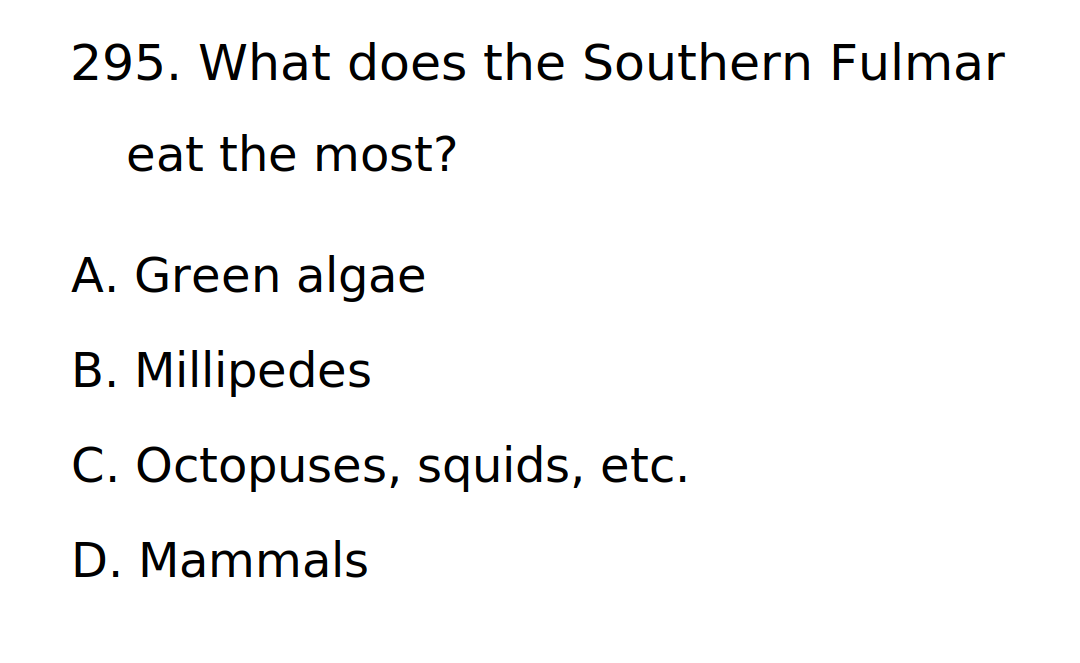 295. What does the Southern Fulmar
eat the most?
A. Green algae
B. Millipedes
C. Octopuses, squids, etc.
D. Mammals